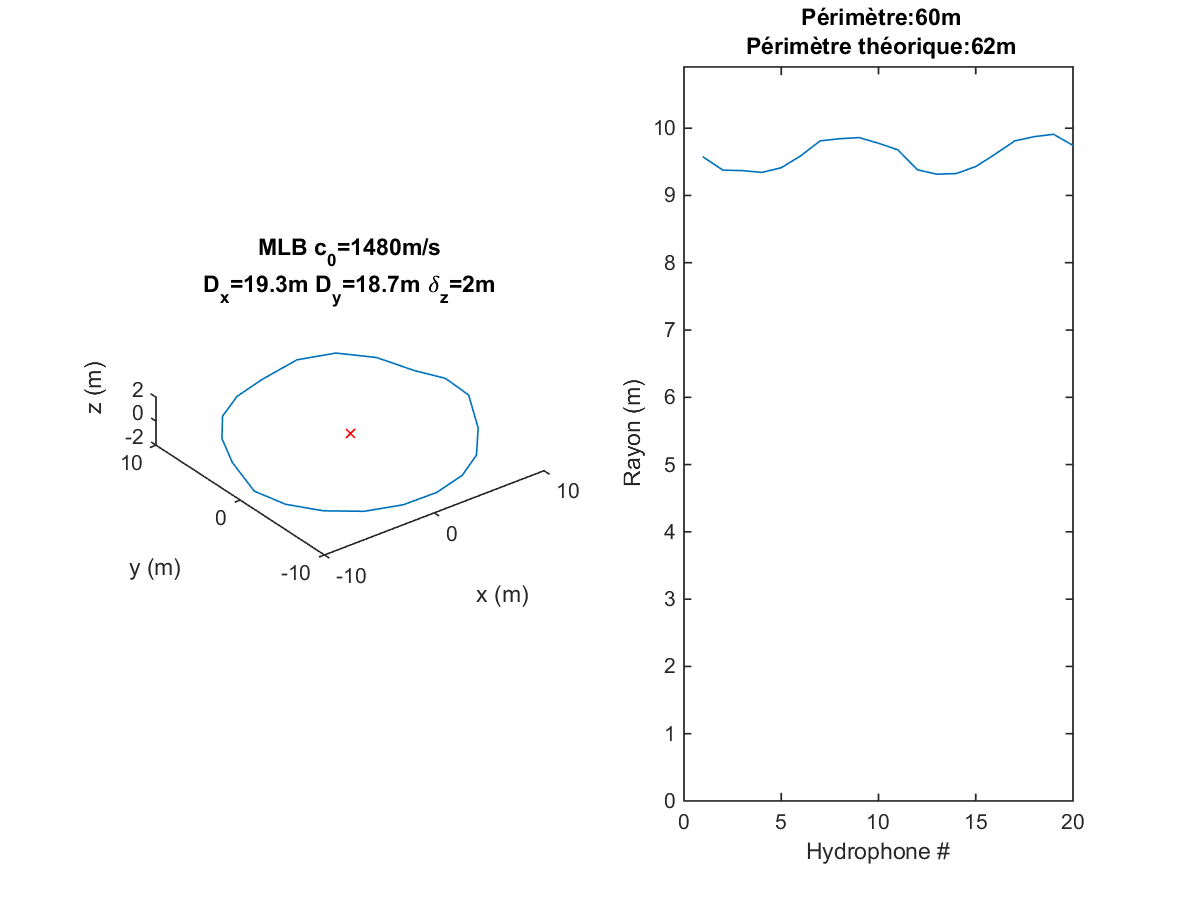 MLB c0=1480m/s
Dx=19.3m Dy=18.7m δz=2m
z (m)
2
0
-2
10
0
-10
y (m)
-10
0
10
x (m)
Périmètre:60m
Périmètre théorique:62m
Rayon (m)
10
9
8
7
6
5
4
3
2
1
0
0 5 10 15 20
Hydrophone #